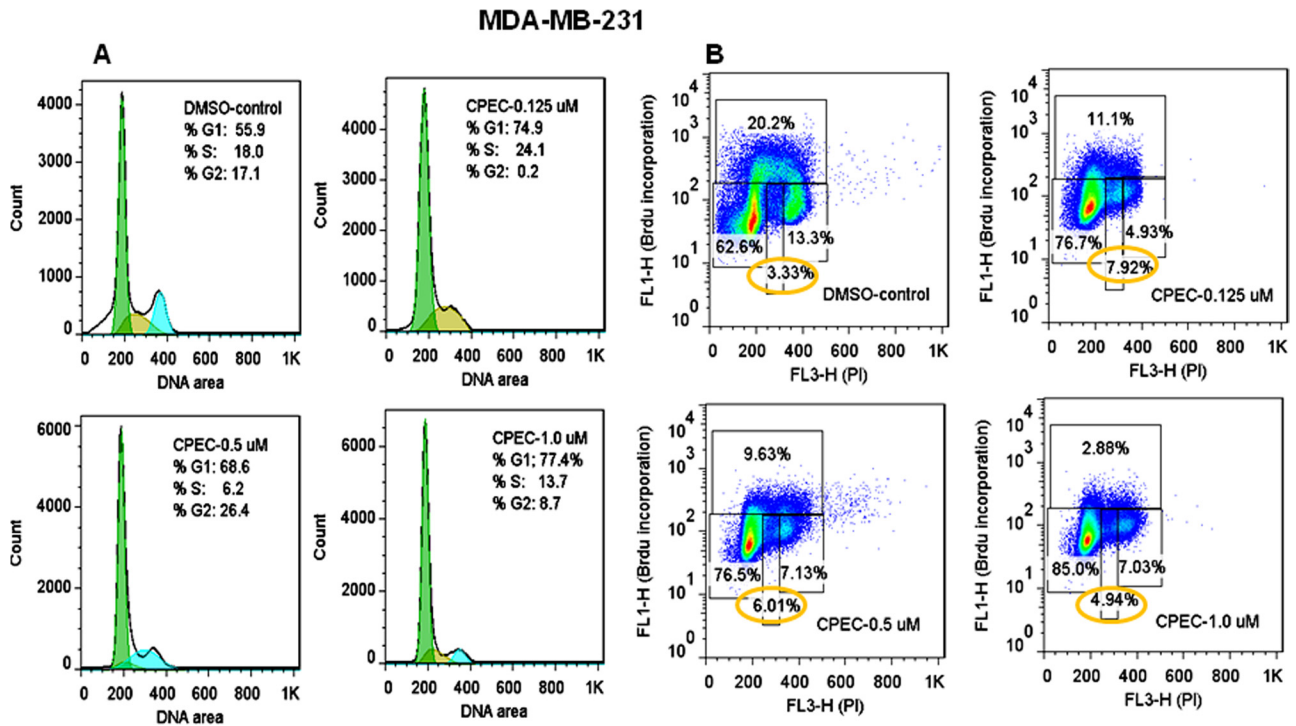 MDA-MB-231
A
DMSO-control
% G1: 55.9
% S: 18.0
% G2: 17.1
Count
4000
3000
2000
1000
0
0 200 400 600 800 1K
DNA area
CPEC-0.125 uM
% G1: 74.9
% S: 24.1
% G2: 0.2
Count
4000
3000
2000
1000
0
0 200 400 600 800 1K
DNA area
CPEC-0.5 uM
% G1: 68.6
% S: 6.2
% G2: 26.4
Count
6000
4000
2000
0
0 200 400 600 800 1K
DNA area
CPEC-1.0 uM
% G1; 77.4%
% S: 13.7
% G2: 8.7
Count
6000
4000
2000
0
0 200 400 600 800 1K
DNA area
B
FL1-H (Brdu incorporation)
10 4
10 3
10 2
10 1
10 0
20.2%
62.6%
13.3%
3.33%
DMSO-control
0 200 400 600 800 1K
FL3-H (PI)
FL1-H (Brdu incorporation)
10 4
10 3
10 2
10 1
10 0
11.1%
76.7%
4.93%
7.92%
CPEC-0.125 uM
0 200 400 600 800 1K
FL3-H (PI)
FL1-H (Brdu incorporation)
10 4
10 3
10 2
10 1
10 0
9.63%
76.5%
7.13%
6.01%
CPEC-0.5 uM
0 200 400 600 800 1K
FL3-H (PI)
FL1-H (Brdu incorporation)
10 4
10 3
10 2
10 1
10 0
2.88%
85.0%
7.03%
4.94%
CPEC-1.0 uM
0 200 400 600 800 1K
FL3-H (PI)